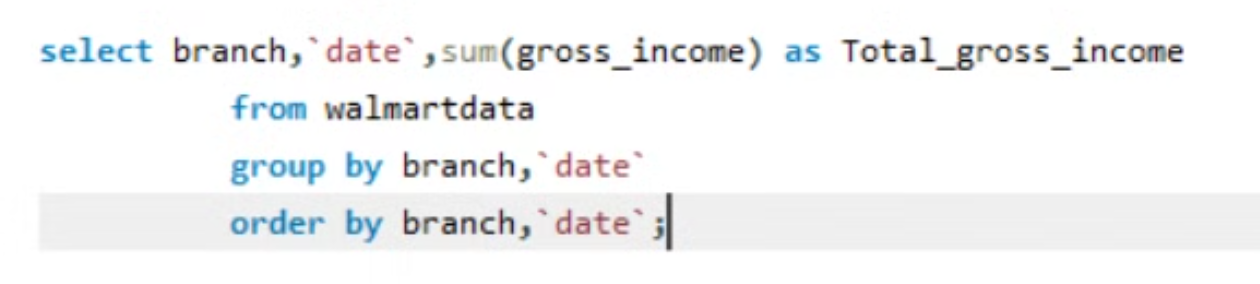 select branch,`date`,sum(gross_income) as Total_gross_income
from walmartdata
group by branch,`date`
order by branch,`date`;